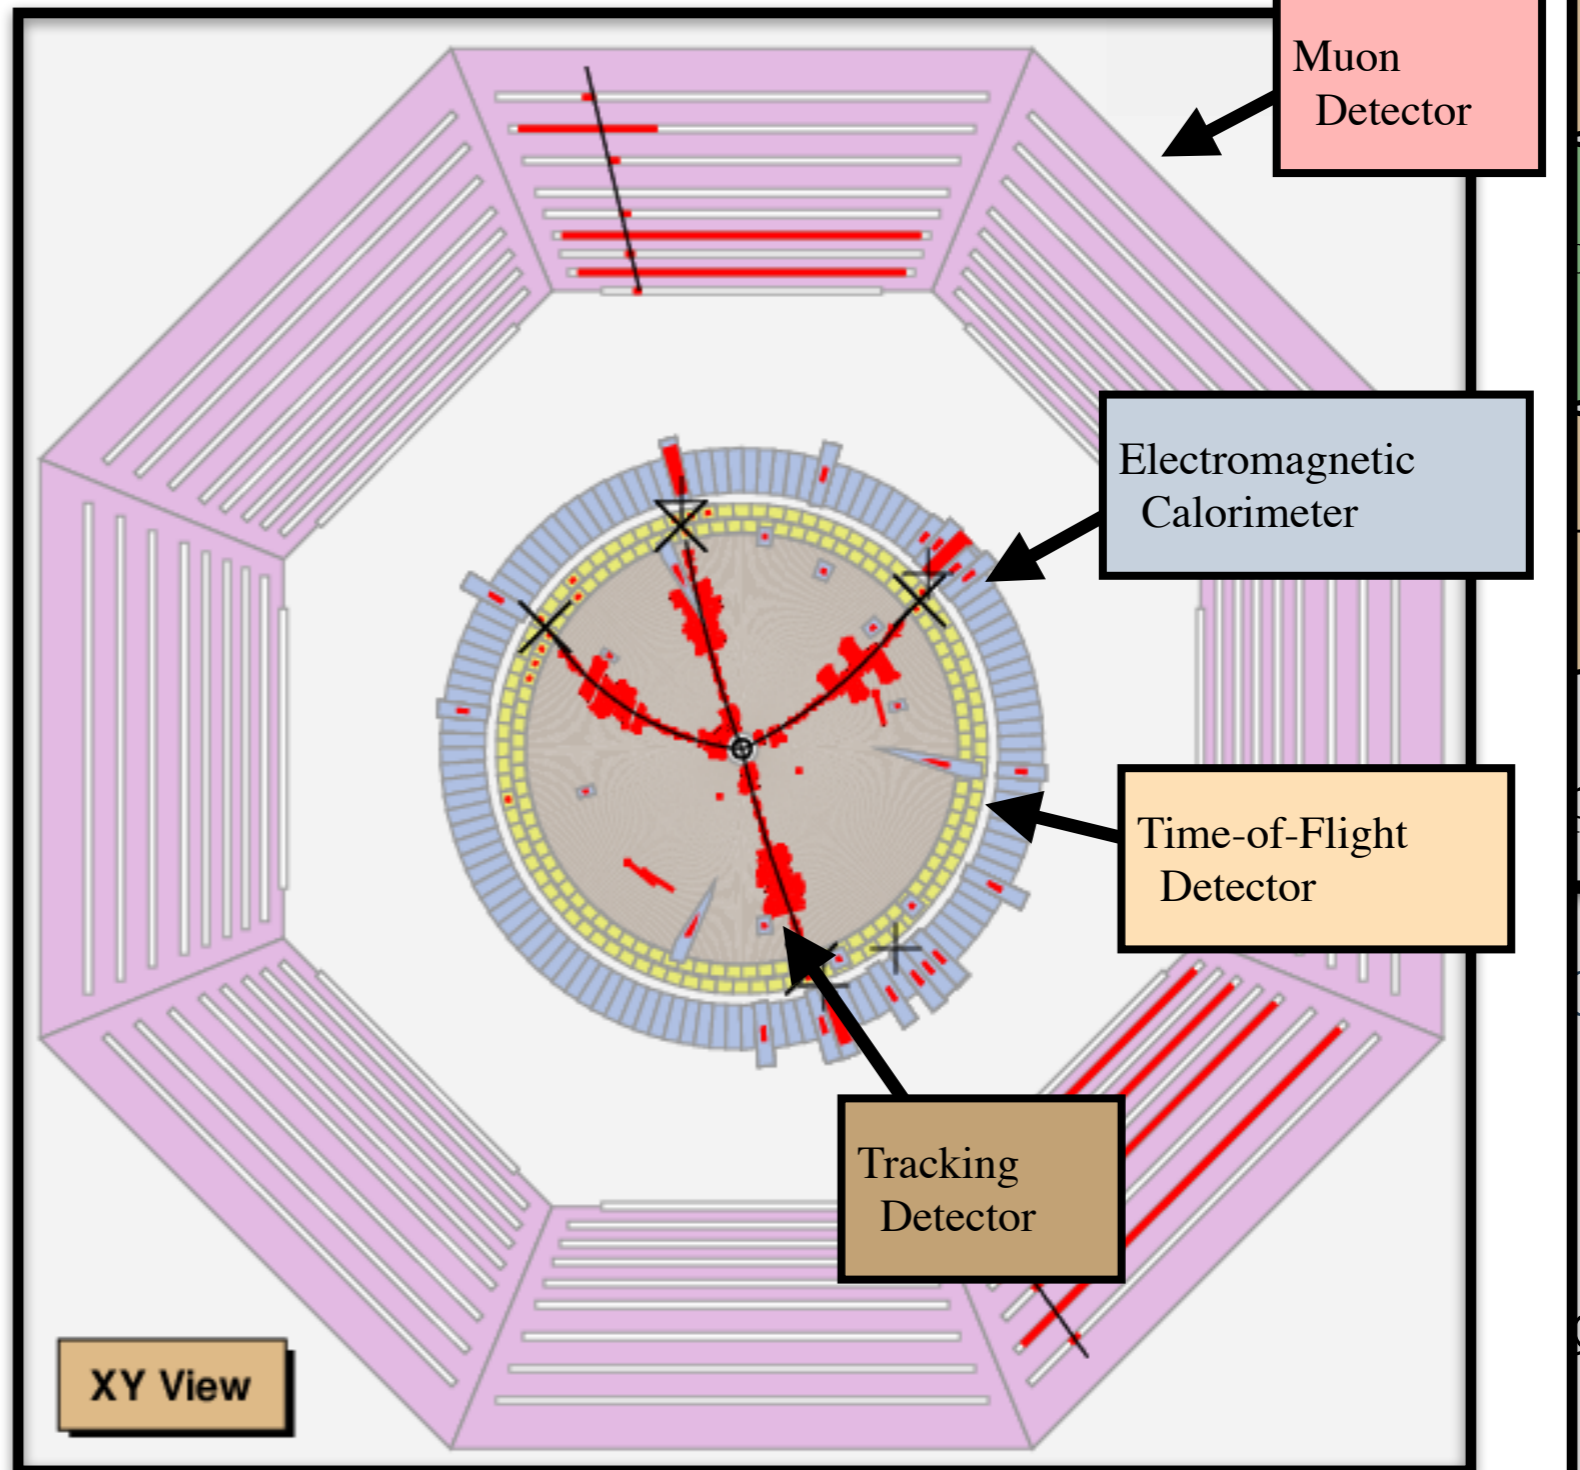 Muon
Detector
Electromagnetic
Calorimeter
Time-of-Flight
Detector
Tracking
Detector
XY View